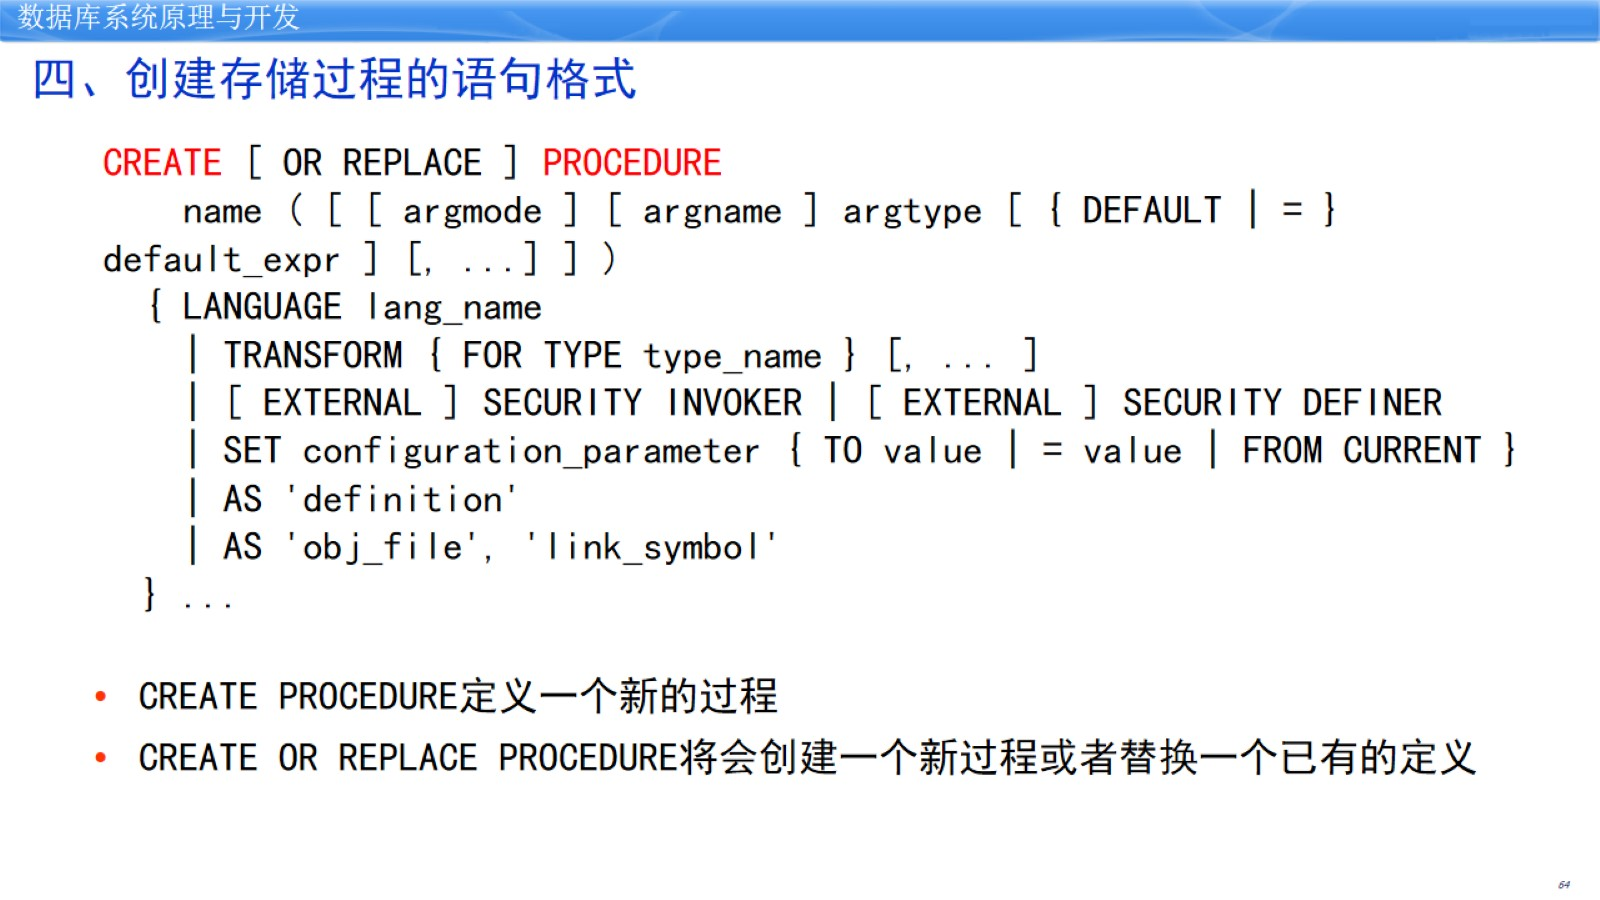 数据库系统原理与开发
四、创建存储过程的语句格式
CREATE [ OR REPLACE ] PROCEDURE
name ( [ [ argmode ] [ argname ] argtype [ { DEFAULT | = }
default_expr ] [, ...] ] )
{ LANGUAGE lang_name
| TRANSFORM { FOR TYPE type_name } [, ... ]
| [ EXTERNAL ] SECURITY INVOKER | [ EXTERNAL ] SECURITY DEFINER
| SET configuration_parameter { TO value | = value | FROM CURRENT }
| AS 'definition'
| AS 'obj_file', 'link_symbol'
} ...
• CREATE PROCEDURE定义一个新的过程
• CREATE OR REPLACE PROCEDURE将会创建一个新过程或者替换一个已有的定义
64